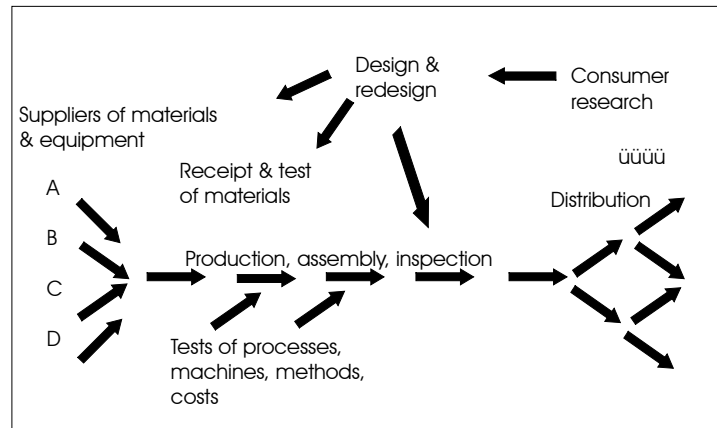 Design &
redesign
Consumer
research
Suppliers of materials
& equipment
Receipt & test
of materials
üüüü
A
Distribution
B
Production, assembly, inspection
C
D
Tests of processes,
machines, methods,
costs